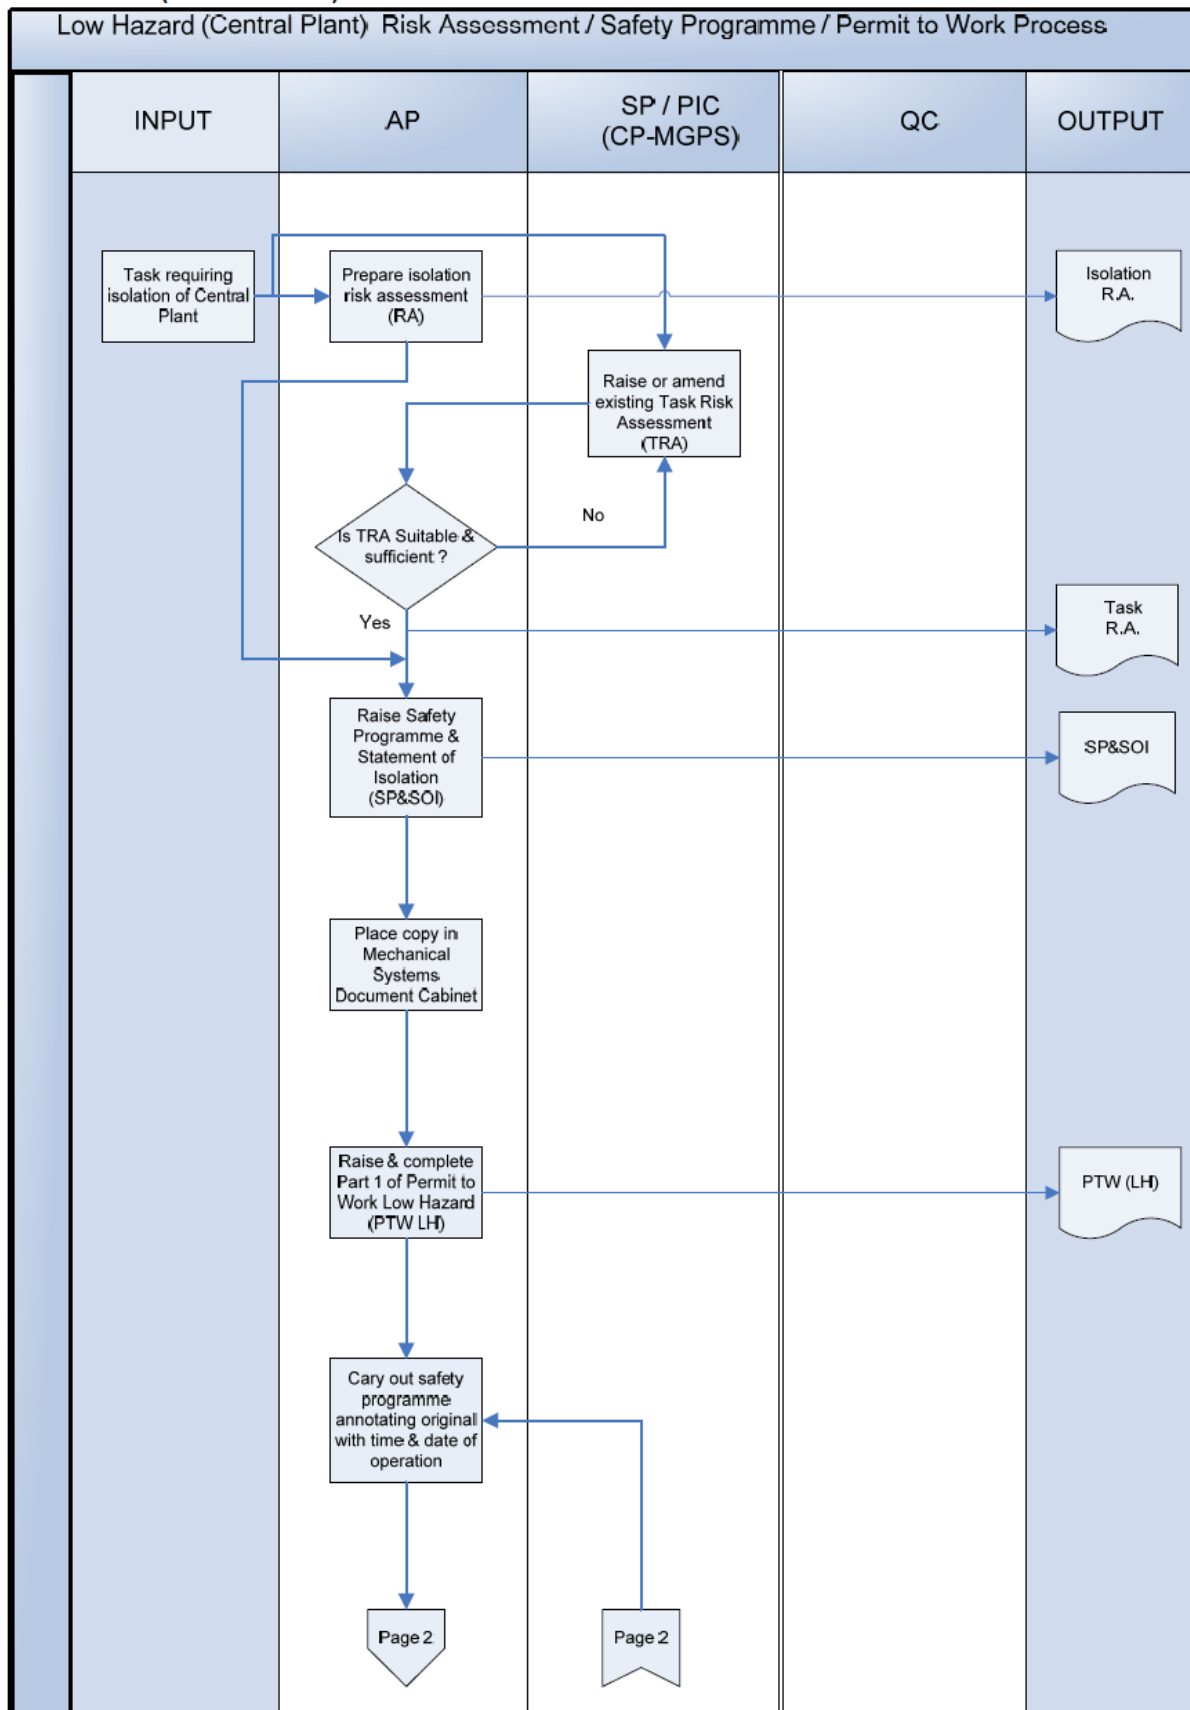 Low Hazard (Central Plant) Risk Assessment / Safety Programme / Permit to Work Process
INPUT
AP
SP / PIC
(CP-MGPS)
QC
OUTPUT
Task requiring
isolation of Central
Plant
Prepare isolation
risk assessment
(RA)
Isolation
R.A.
Raise or amend
existing Task Risk
Assessment
(TRA)
Is TRA Suitable &
sufficient ?
No
Yes
Task
R.A.
Raise Safety
Programme &
Statement of
Isolation
(SP&SOI)
SP&SOI
Place copy in
Mechanical
Systems
Document Cabinet
Raise & complete
Part 1 of Permit to
Work Low Hazard
(PTW LH)
PTW (LH)
Cary out safety
programme
annotating original
with time & date of
operation
Page 2
Page 2